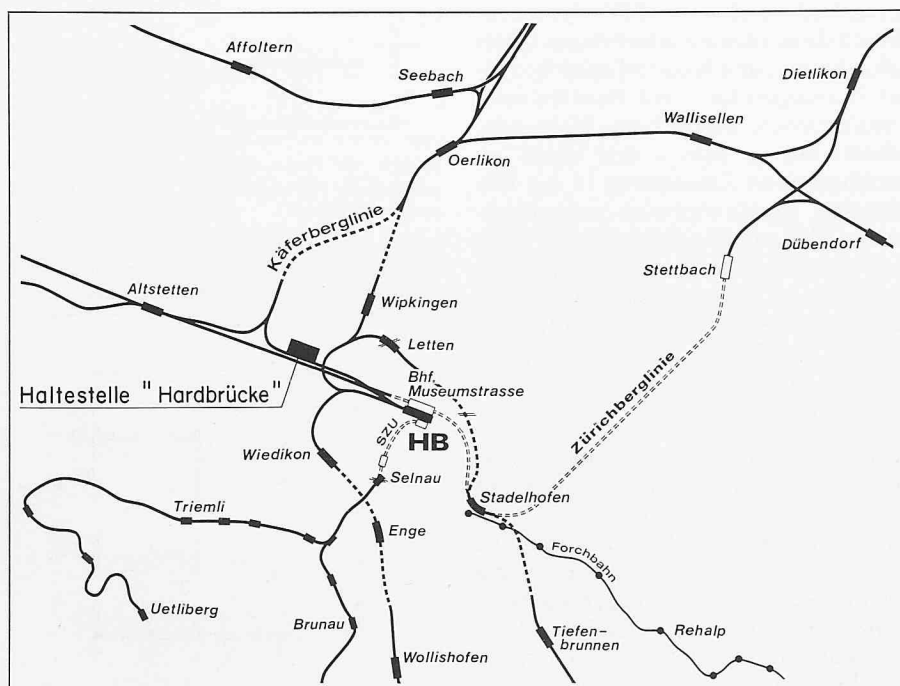 Affoltern
Seebach
Dietlikon
Wallisellen
Oerlikon
Käferberglinie
Dübendorf
Stettbach
Altstetten
Wipkingen
Letten
Haltestelle "Hardbrücke"
Bhf.
Museumstrasse
Zürichberglinie
SZU
HB
Wiedikon
Selnau
Stadelhofen
Triemli
Enge
Forchbahn
Uetliberg
Brunau
Tiefen-
brunnen
Rehalp
Wollishofen